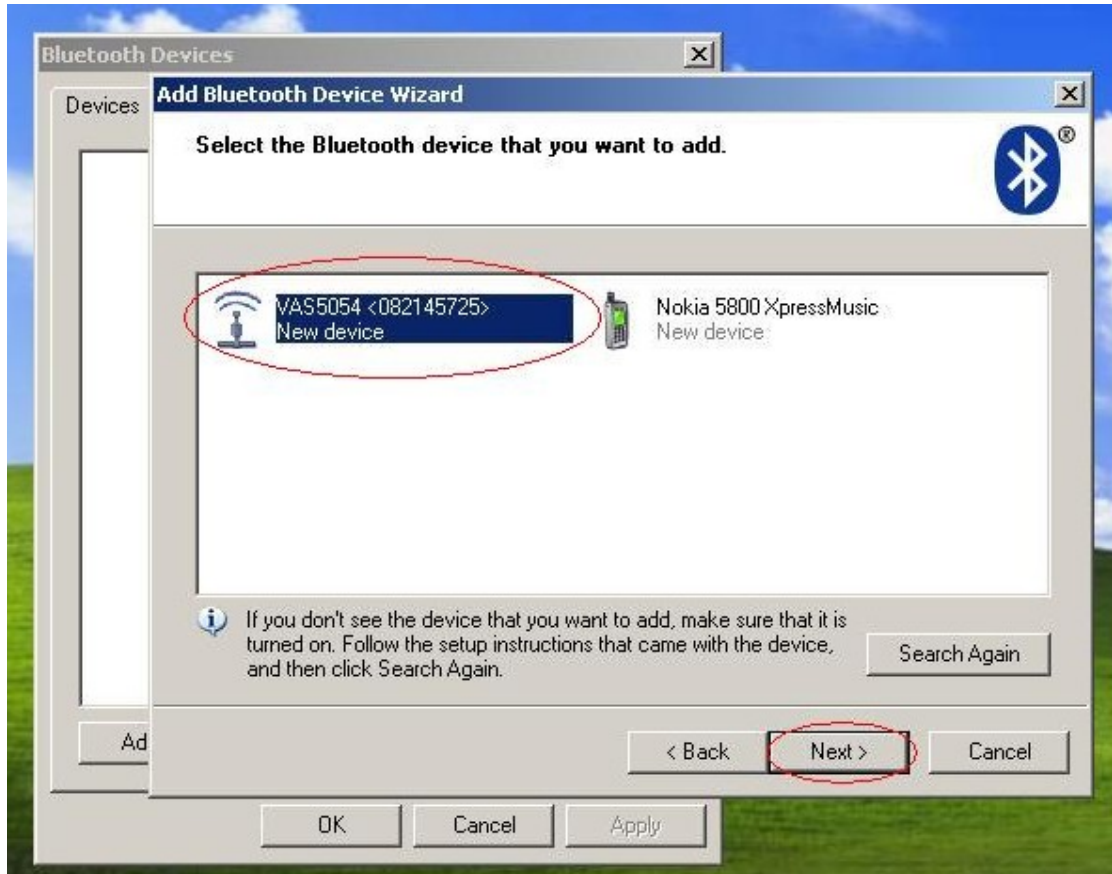 Bluetooth Devices
Devices
Add Bluetooth Device Wizard
Select the Bluetooth device that you want to add.
®
VAS5054 <082145725>
New device
Nokia 5800 XpressMusic
New device
If you don't see the device that you want to add, make sure that it is
turned on. Follow the setup instructions that came with the device,
and then click Search Again.
Search Again
Ad
< Back
Next >
Cancel
OK
Cancel
Apply